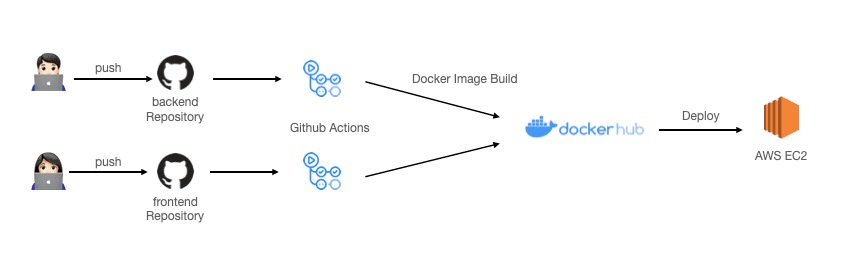 push
backend
Repository
Docker Image Build
Github Actions
dockerhub
Deploy
AWS EC2
push
frontend
Repository